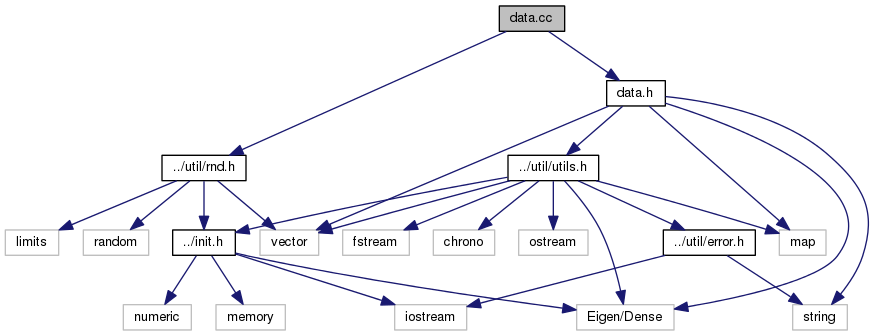 data.cc
data.h
../util/rnd.h
../util/utils.h
limits
random
../init.h
vector
fstream
chrono
ostream
../util/error.h
map
numeric
memory
iostream
Eigen/Dense
string